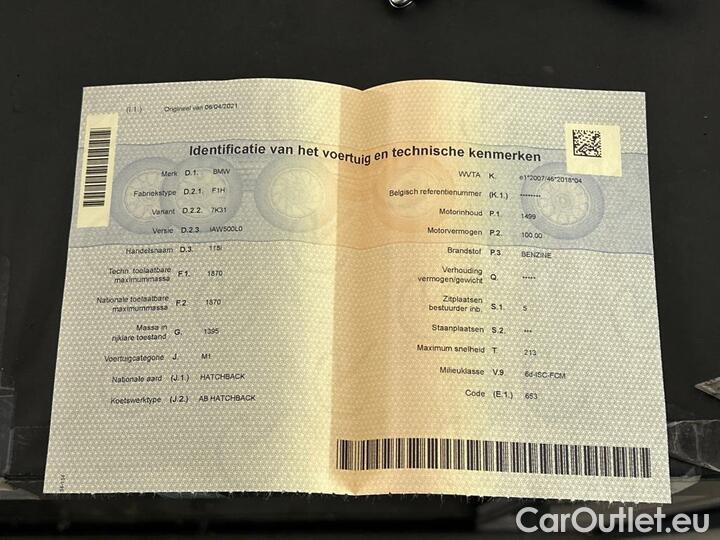 (I.1.) Origineel van 06/04/2021
Identificatie van het voertuig en technische kenmerken
Merk D.1. BMW
Fabriekstype D.2.1. F1H
Variant D.2.2. 7K31
Versie D.2.3 IAW500L0
Handelsnaam D.3. 118i
Techn. toelaatbare
maximummassa F.1. 1870
Nationale toelaatbare
maximummassa F.2. 1870
Massa in
rijklare toestand G. 1395
Voertuigcategorie J. M1
Nationale aard (J.1.) HATCHBACK
Koetswerktype (J.2.) AB HATCHBACK
WVTA K. e1*2007/46*2018*04
Belgisch referentienummer (K.1.) ********
Motorinhoud P.1. 1499
Motorvermogen P.2. 100.00
Brandstof P.3. BENZINE
Verhouding
vermogen/gewicht Q. *****
Zitplaatsen
bestuurder inb. S.1. 5
Staanplaatsen S.2. ***
Maximum snelheid T. 213
Milieuklasse V.9. 6d-ISC-FCM
Code (E.1.) 653
CarOutlet.eu